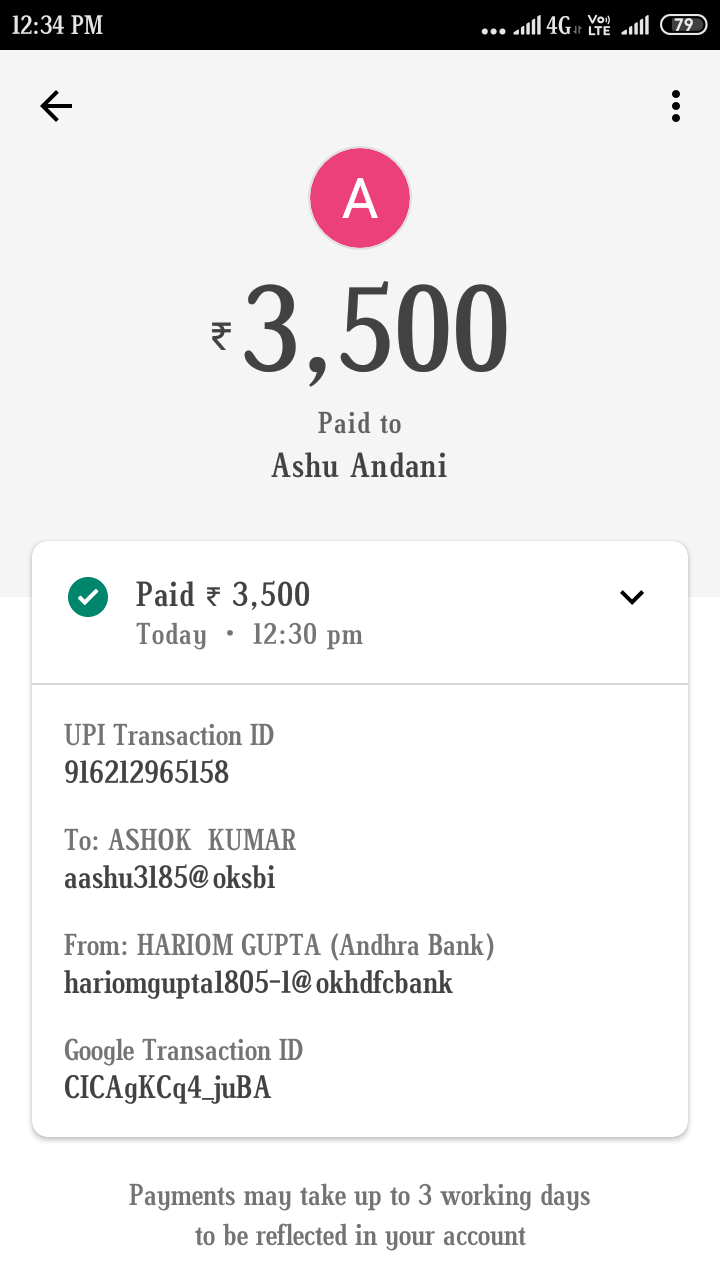 12:34 PM
4G
Vo)
LTE
79
A
₹3,500
Paid to
Ashu Andani
Paid ₹ 3,500
Today • 12:30 pm
UPI Transaction ID
916212965158
To: ASHOK  KUMAR
aashu3185@oksbi
From: HARIOM GUPTA (Andhra Bank)
hariomgupta1805-1@okhdfcbank
Google Transaction ID
CICAgKCq4_juBA
Payments may take up to 3 working days
to be reflected in your account